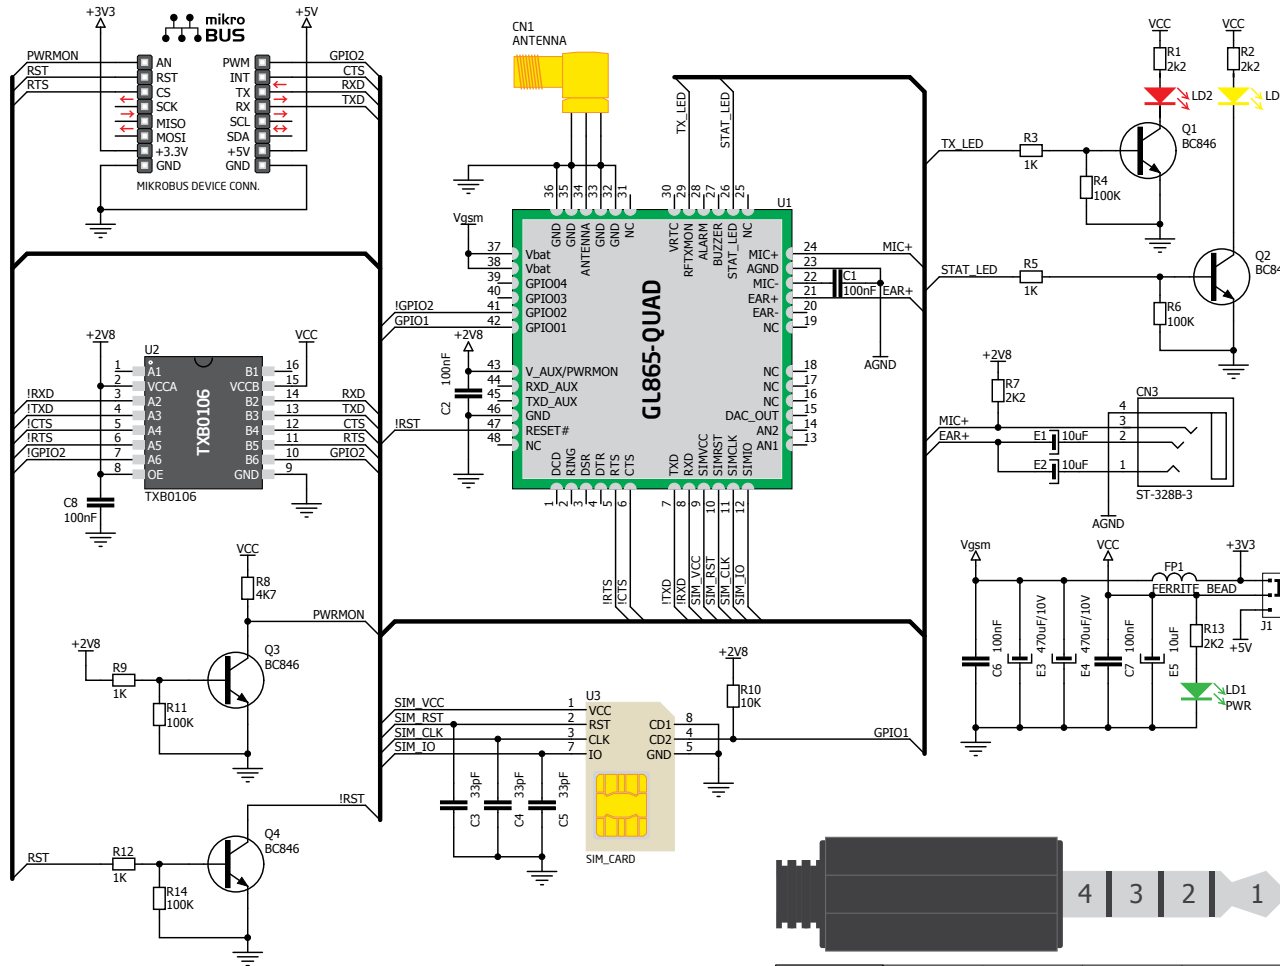 +3V3
mikro
BUS
+5V
PWRMON
RST
RTS
AN
RST
CS
SCK
MISO
MOSI
+3.3V
GND
PWM
INT
TX
RX
SCL
SDA
+5V
GND
GPIO2
CTS
RXD
TXD
MIKROBUS DEVICE CONN.
CN1
ANTENNA
TX_LED
STAT_LED
36
35
34
33
32
31
30
29
28
27
26
25
U1
GND
GND
ANTENNA
GND
GND
NC
VRTC
RFTXMON
ALARM
BUZZER
STAT_LED
NC
Vgsm
37 Vbat
38 Vbat
39 GPIO04
40 GPIO03
41 GPIO02
42 GPIO01
!GPIO2
GPIO1
+2V8
100nF
C2
43 V_AUX/PWRMON
44 RXD_AUX
45 TXD_AUX
46 GND
47 RESET#
48 NC
!RST
GL865-QUAD
MIC+ 24
AGND 23
MIC- 22
EAR+ 21
EAR- 20
NC 19
MIC+
EAR+
C1
100nF
AGND
NC 18
NC 17
NC 16
DAC_OUT 15
AN2 14
AN1 13
DCD
RING
DSR
DTR
RTS
CTS
TXD
RXD
SIMVCC
SIMRST
SIMCLK
SIMIO
1
2
3
4
5
6
7
8
9
10
11
12
!RTS
!CTS
!TXD
!RXD
SIM_VCC
SIM_RST
SIM_CLK
SIM_IO
+2V8
U2
VCC
1 A1
2 VCCA
3 A2
4 A3
5 A4
6 A5
7 A6
8 OE
!RXD
!TXD
!CTS
!RTS
!GPIO2
TXB0106
B1 16
VCCB 15
B2 14
B3 13
B4 12
B5 11
B6 10
GND 9
RXD
TXD
CTS
RTS
GPIO2
TXB0106
C8
100nF
VCC
R8
4K7
PWRMON
+2V8
R9
1K
R11
100K
Q3
BC846
!RST
RST
R12
1K
R14
100K
Q4
BC846
SIM_VCC
SIM_RST
SIM_CLK
SIM_IO
1
2
3
7
U3
VCC
RST
CLK
IO
CD1
CD2
GND
8
4
5
+2V8
R10
10K
GPIO1
33pF
C3
33pF
C4
33pF
C5
SIM_CARD
VCC
R1
2k2
LD2
VCC
R2
2k2
TX_LED
R3
1K
R4
100K
Q1
BC846
STAT_LED
R5
1K
R6
100K
Q2
+2V8
R7
2K2
MIC+
EAR+
E1
10uF
E2
10uF
CN3
4
3
2
1
ST-328B-3
AGND
Vgsm
VCC
FP1
FERRITE BEAD
+3V3
J1
+5V
100nF
C6
470uF/10V
E3
470uF/10V
E4
100nF
C7
10uF
E5
R13
2K2
LD1
PWR
4
3
2
1